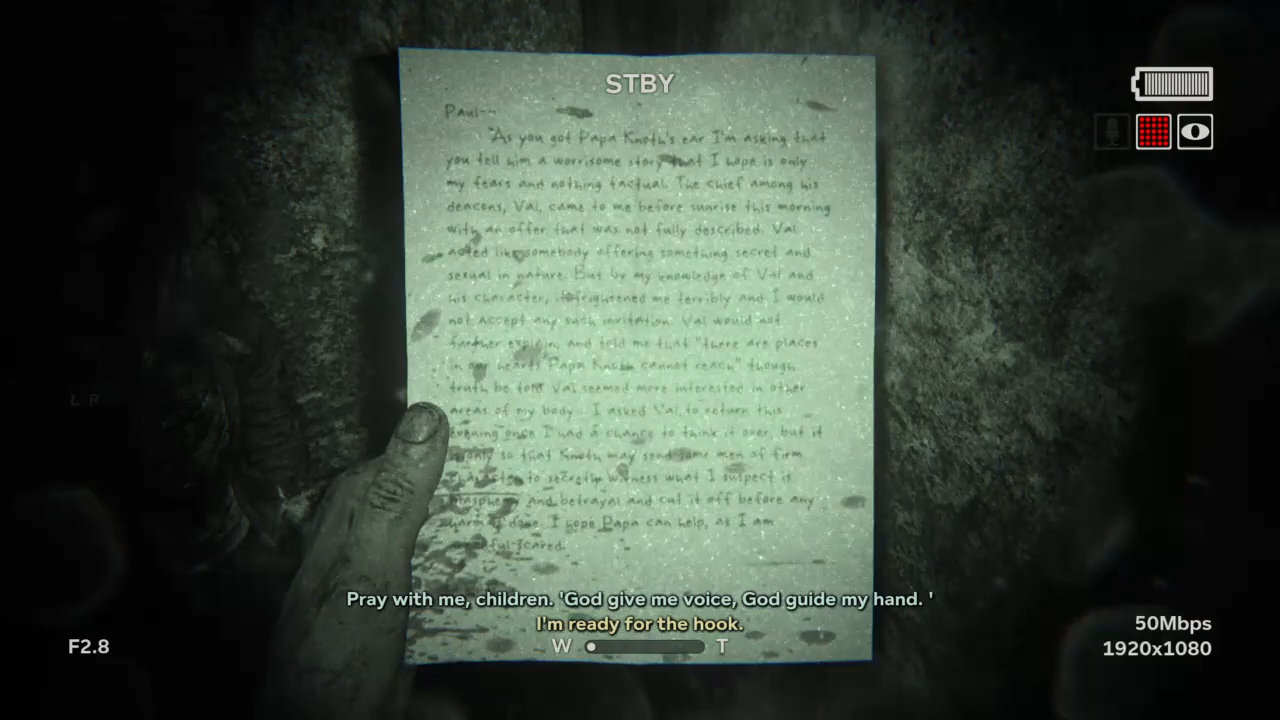 STBY
Paul--
"As you got Papa Knoth's ear I'm asking that
you tell him a worrisome story that I hope is only
my fears and nothing factual. The chief among his
deacons, Val, came to me before sunrise this morning
with an offer that was not fully described. Val
acted like somebody offering something secret and
sexual in nature. But by my knowledge of Val and
his character, it frightened me terribly and I would
not accept any such invitation. Val would not
farther explain, and told me that "there are places
in our hearts Papa Knoth cannot reach" though
truth be told Val seemed more interested in other
areas of my body. I asked Val to return this
evening once I had a chance to think it over, but it
is only so that Knoth may send some men of firm
character to secretly witness what I suspect is
blasphemy and betrayal and cut it off before any
harm is done. I hope Papa can help, as I am
scared.
L R
Pray with me, children. 'God give me voice, God guide my hand. '
I'm ready for the hook.
F2.8
W T
50Mbps
1920x1080